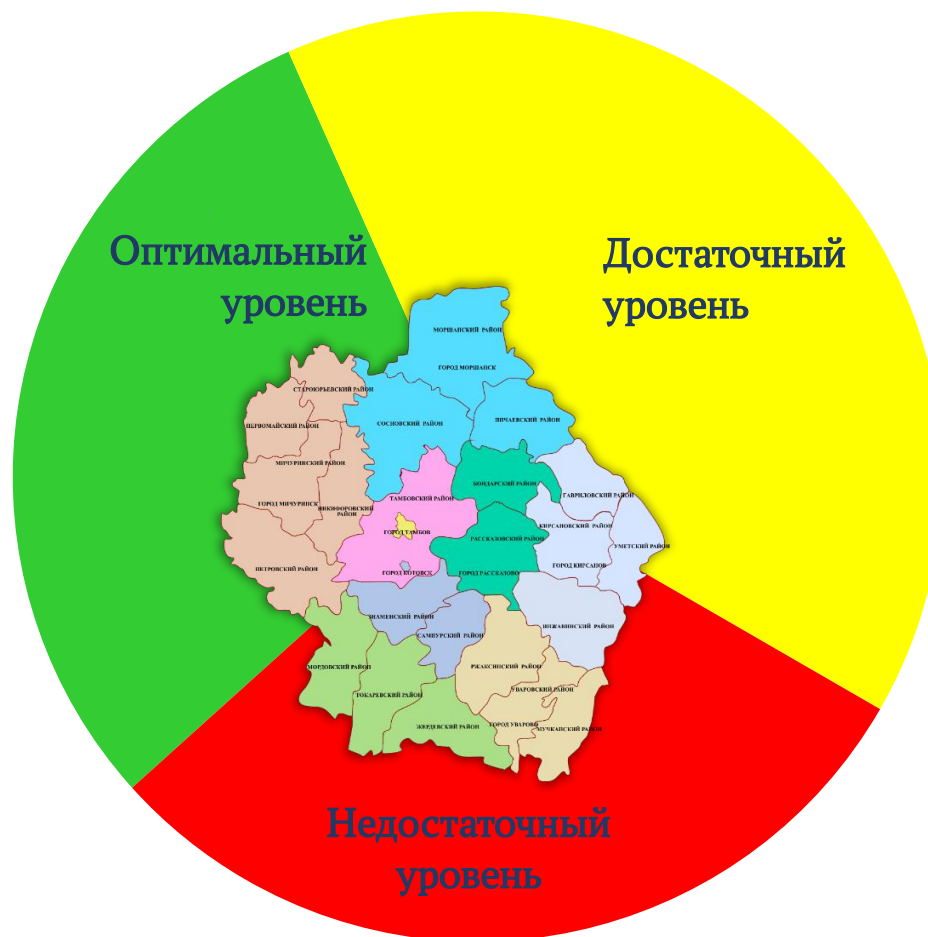 Оптимальный
уровень
Достаточный
уровень
МОРШАНСКИЙ РАЙОН
ГОРОД МОРШАНСК
СТАРОЮРЬЕВСКИЙ РАЙОН
ПЕРВОМАЙСКИЙ РАЙОН
СОСНОВСКИЙ РАЙОН
ПИЧАЕВСКИЙ РАЙОН
МИЧУРИНСКИЙ РАЙОН
БОНДАРСКИЙ РАЙОН
ГАВРИЛОВСКИЙ РАЙОН
ТАМБОВСКИЙ РАЙОН
ГОРОД МИЧУРИНСК
НИКИФОРОВСКИЙ
РАЙОН
ГОРОД ТАМБОВ
КИРСАНОВСКИЙ РАЙОН
РАССКАЗОВСКИЙ РАЙОН
УМЕТСКИЙ РАЙОН
ПЕТРОВСКИЙ РАЙОН
ГОРОД КОТОВСК
ГОРОД РАССКАЗОВО
ГОРОД КИРСАНОВ
ЗНАМЕНСКИЙ РАЙОН
ИНЖАВИНСКИЙ РАЙОН
САМПУРСКИЙ РАЙОН
МОРДОВСКИЙ РАЙОН
РЖАКСИНСКИЙ РАЙОН
ТОКАРЕВСКИЙ РАЙОН
УВАРОВСКИЙ РАЙОН
ЖЕРДЕВСКИЙ РАЙОН
ГОРОД УВАРОВО
МУЧКАПСКИЙ РАЙОН
Недостаточный
уровень